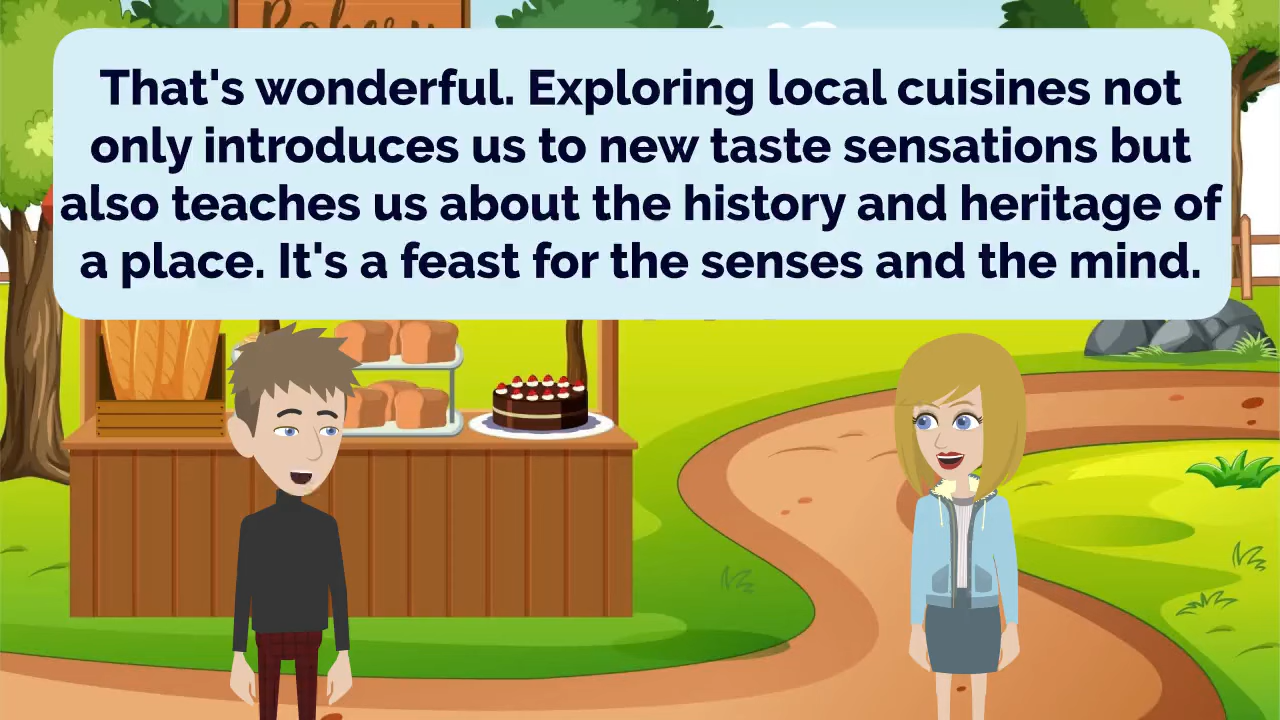 Bakery
That's wonderful. Exploring local cuisines not
only introduces us to new taste sensations but
also teaches us about the history and heritage of
a place. It's a feast for the senses and the mind.